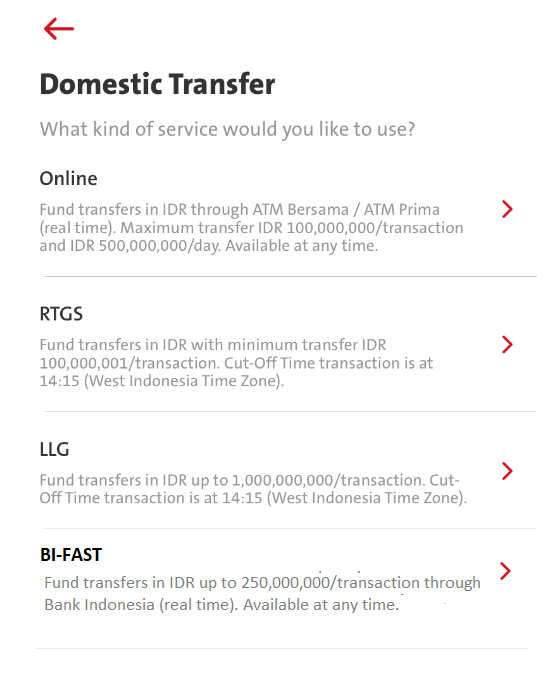 Domestic Transfer
What kind of service would you like to use?
Online
Fund transfers in IDR through ATM Bersama / ATM Prima
(real time). Maximum transfer IDR 100,000,000/transaction
and IDR 500,000,000/day. Available at any time.
RTGS
Fund transfers in IDR with minimum transfer IDR
100,000,001/transaction. Cut-Off Time transaction is at
14:15 (West Indonesia Time Zone).
LLG
Fund transfers in IDR up to 1,000,000,000/transaction. Cut-
Off Time transaction is at 14:15 (West Indonesia Time Zone).
BI-FAST
Fund transfers in IDR up to 250,000,000/transaction through
Bank Indonesia (real time). Available at any time.